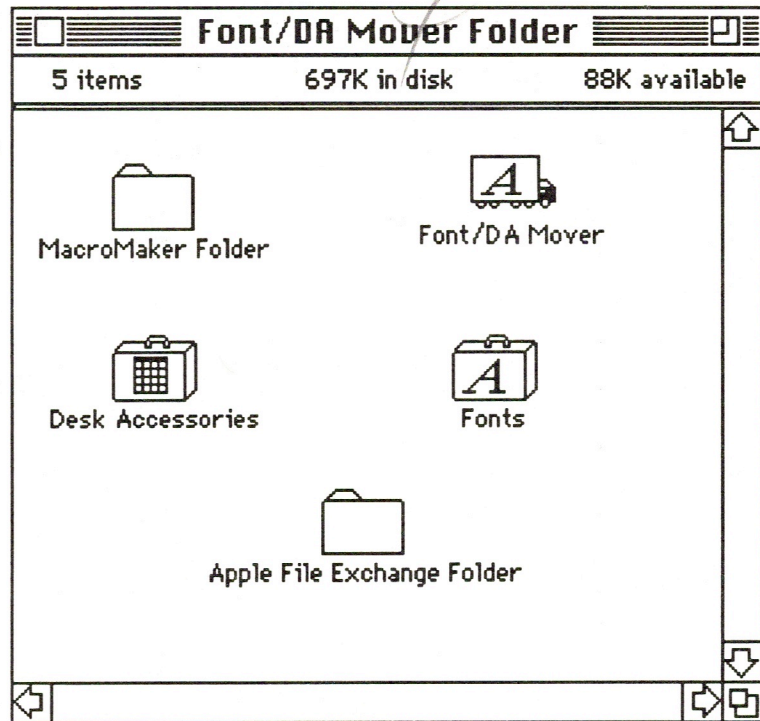 Font/DA Mover Folder
5 items 697K in disk 88K available
A
MacroMaker Folder
Font/DA Mover
A
Desk Accessories
Fonts
Apple File Exchange Folder